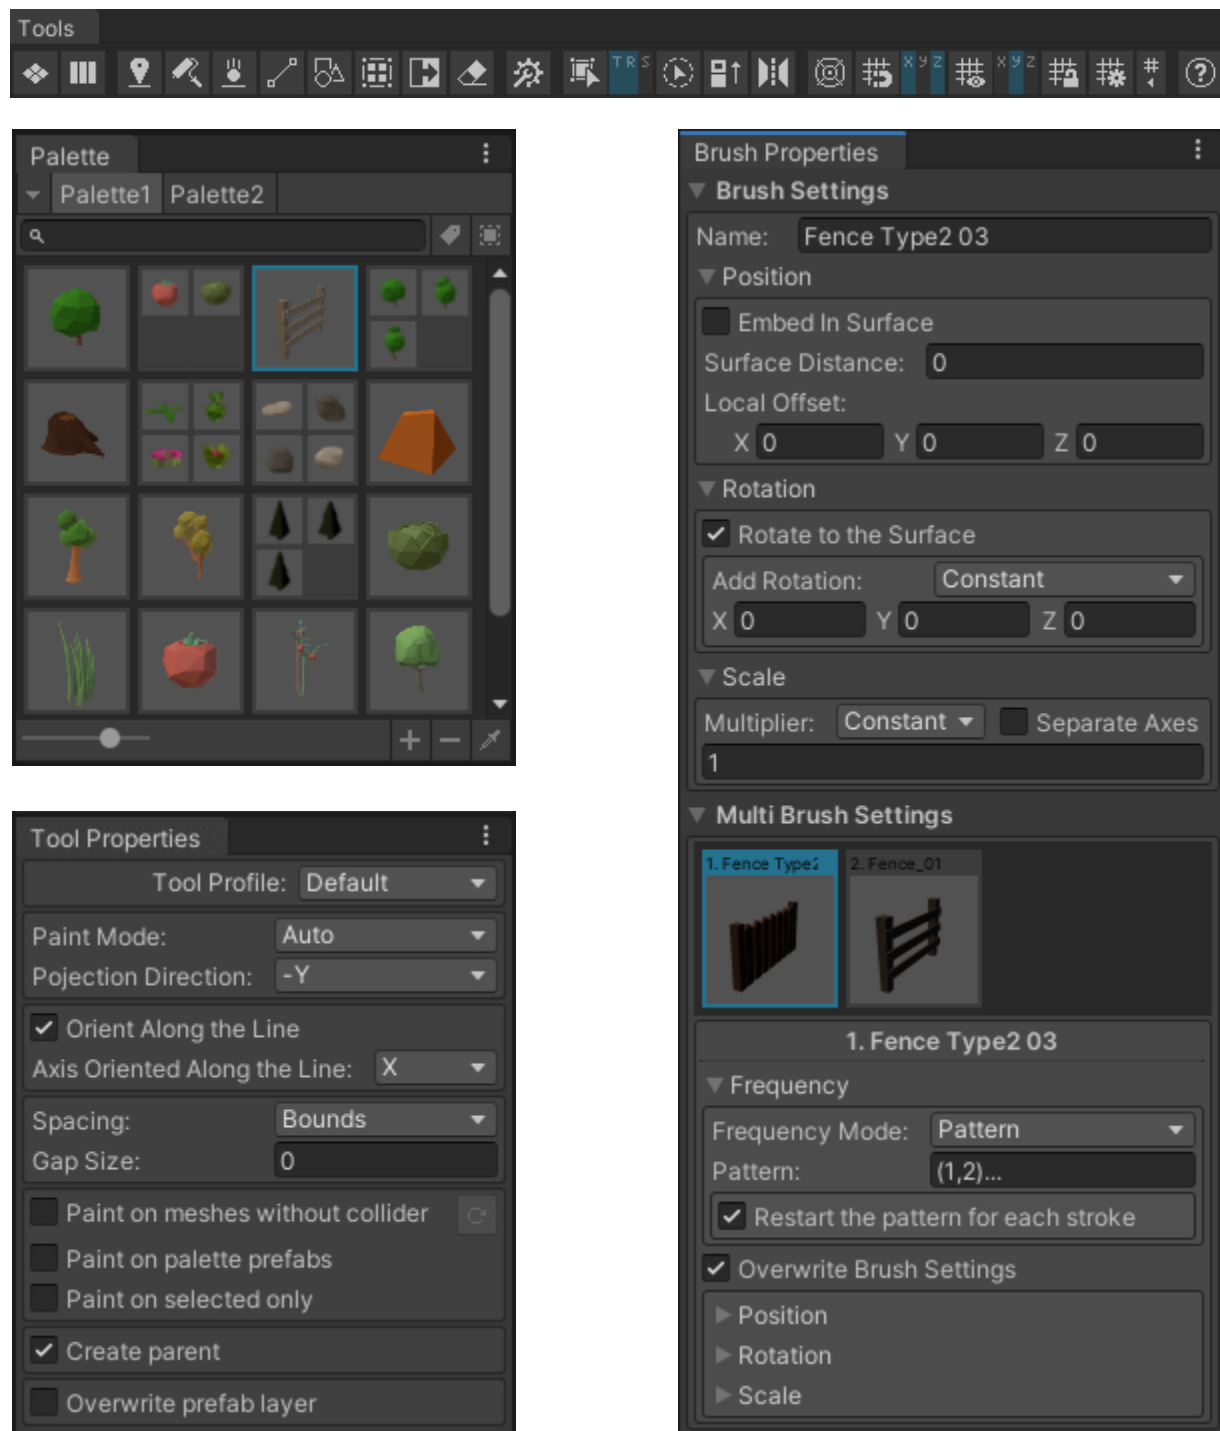 Tools
T R S
X Y Z
X Y Z
Palette
Palette1 Palette2
Tool Properties
Tool Profile: Default
Paint Mode: Auto
Pojection Direction: -Y
Orient Along the Line
Axis Oriented Along the Line: X
Spacing: Bounds
Gap Size: 0
Paint on meshes without collider
Paint on palette prefabs
Paint on selected only
Create parent
Overwrite prefab layer
Brush Properties
Brush Settings
Name: Fence Type2 03
Position
Embed In Surface
Surface Distance: 0
Local Offset:
X 0 Y 0 Z 0
Rotation
Rotate to the Surface
Add Rotation: Constant
X 0 Y 0 Z 0
Scale
Multiplier: Constant Separate Axes
1
Multi Brush Settings
1. Fence Type2 2. Fence_01
1. Fence Type2 03
Frequency
Frequency Mode: Pattern
Pattern: (1,2)...
Restart the pattern for each stroke
Overwrite Brush Settings
Position
Rotation
Scale